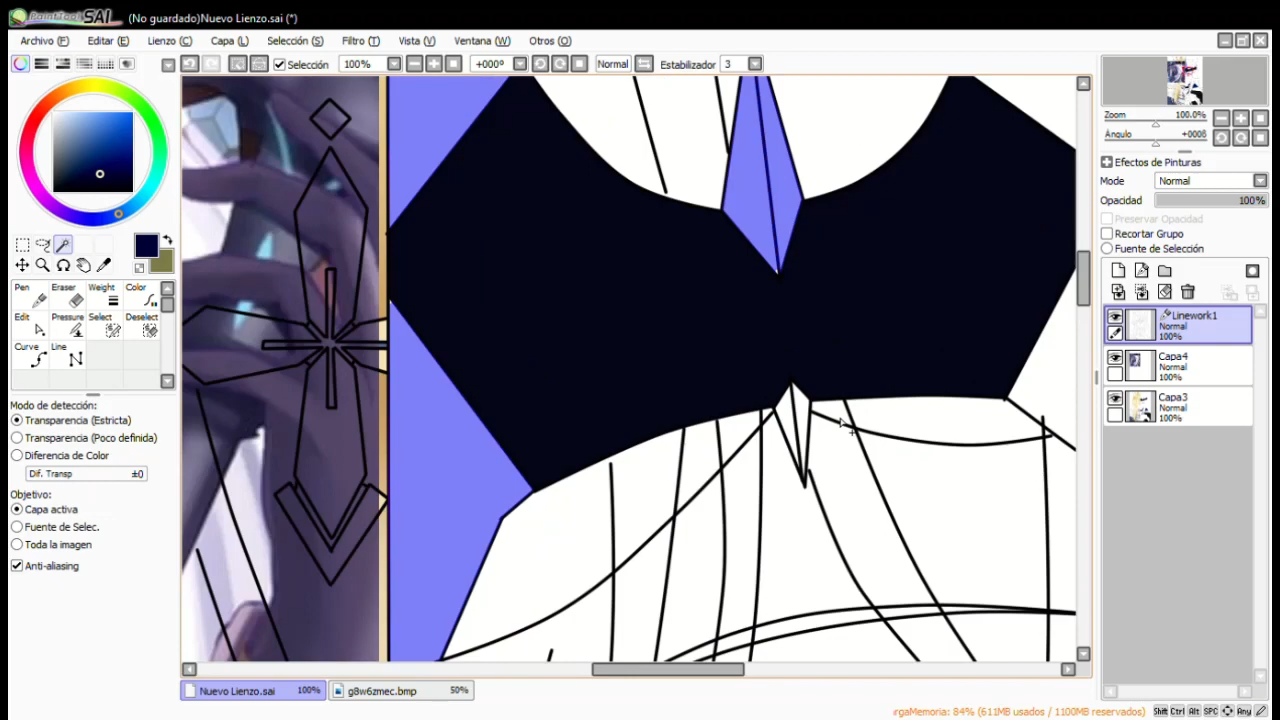 PaintTool SAI (No guardado)Nuevo Lienzo.sai (*)
Archivo (F) Editar (E) Lienzo (C) Capa (L) Selección (S) Filtro (T) Vista (V) Ventana (W) Otros (O)
Selección 100% +000º Normal Estabilizador 3
Zoom 100.0%
Ángulo +000§
Efectos de Pinturas
Modo Normal
Opacidad 100%
Preservar Opacidad
Recortar Grupo
Fuente de Selección
Pen Eraser Weight Color
Edit Pressure Select Deselect
Curve Line
Linework1
Normal
100%
Capa4
Normal
100%
Capa3
Normal
100%
Modo de detección:
Transparencia (Estricta)
Transparencia (Poco definida)
Diferencia de Color
Dif. Transp ±0
Objetivo:
Capa activa
Fuente de Selec.
Toda la imagen
Anti-aliasing
Nuevo Lienzo.sai 100% g8w6zmec.bmp 50%
rgaMemoria: 84% (611MB usados / 1100MB reservados) Shift Ctrl Alt SPC Any